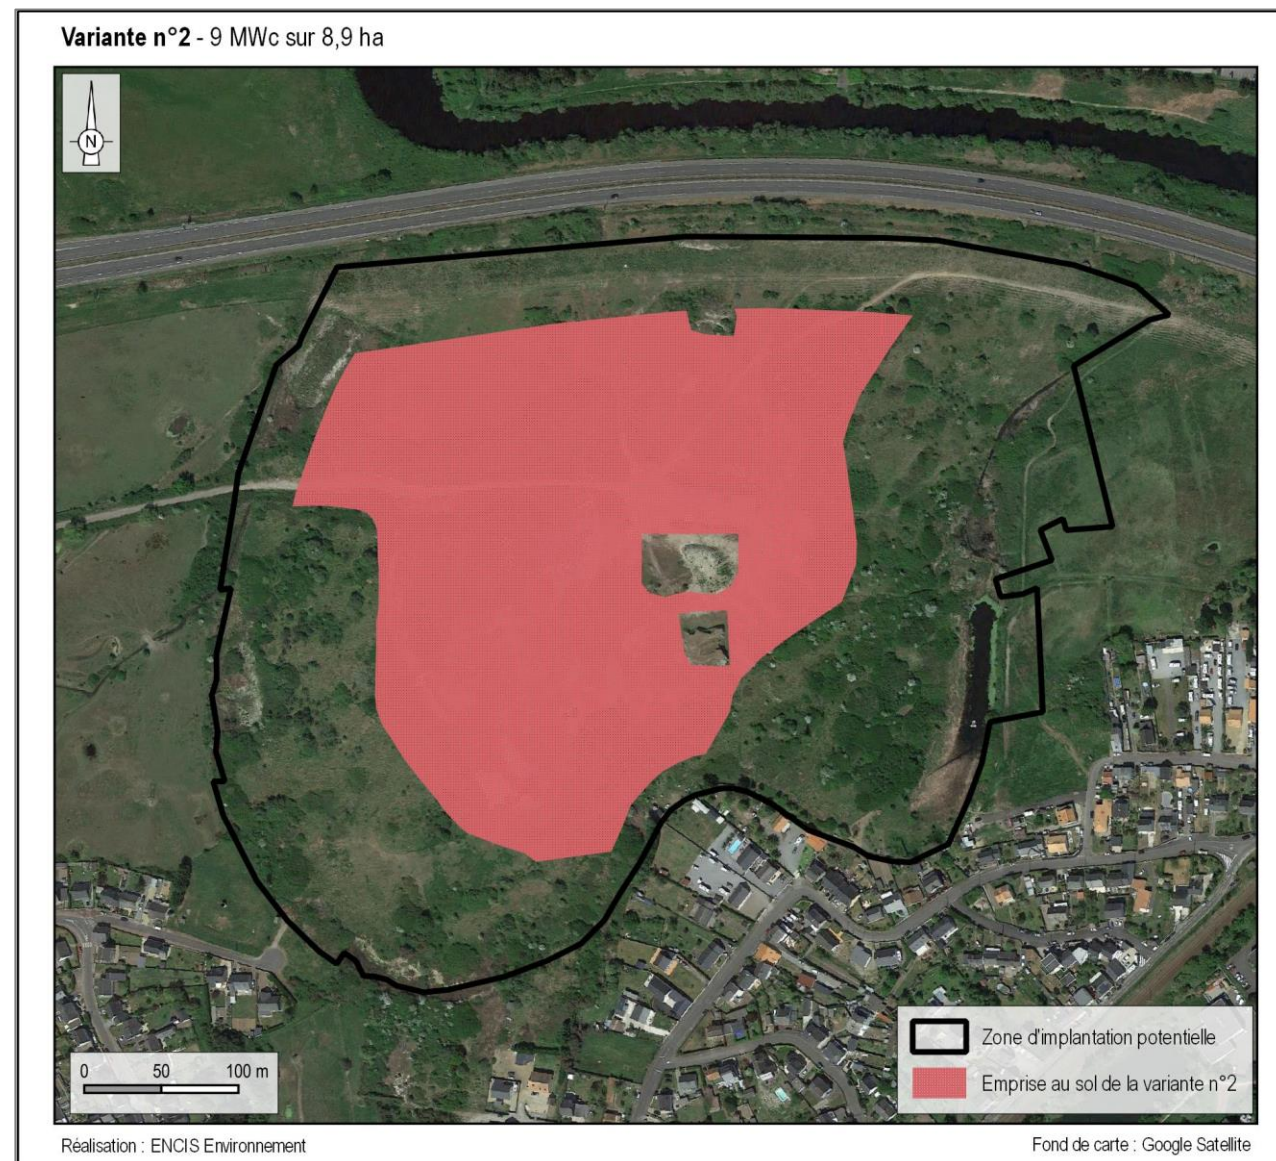 Variante n°2 - 9 MWc sur 8,9 ha
N
0 50 100 m
Zone d'implantation potentielle
Emprise au sol de la variante n°2
Réalisation : ENCIS Environnement
Fond de carte : Google Satellite